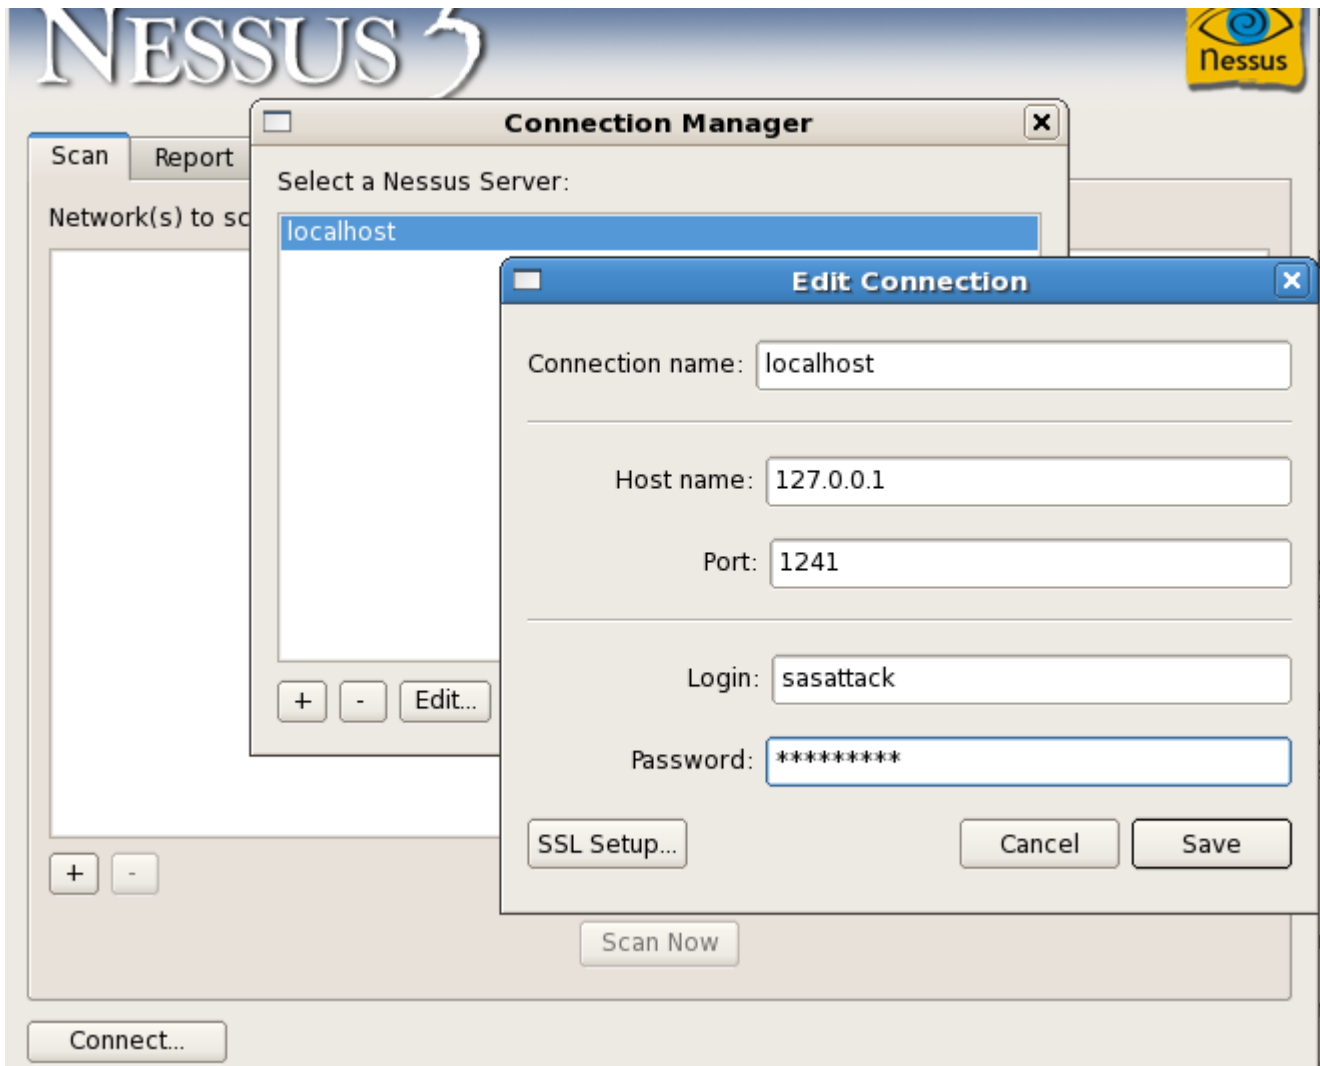 NESSUS 3
nessus
Connection Manager
Scan Report
Select a Nessus Server:
Network(s) to sc
localhost
Edit Connection
Connection name: localhost
Host name: 127.0.0.1
Port: 1241
+ - Edit...
Login: sasattack
Password: *********
SSL Setup... Cancel Save
+ -
Scan Now
Connect...